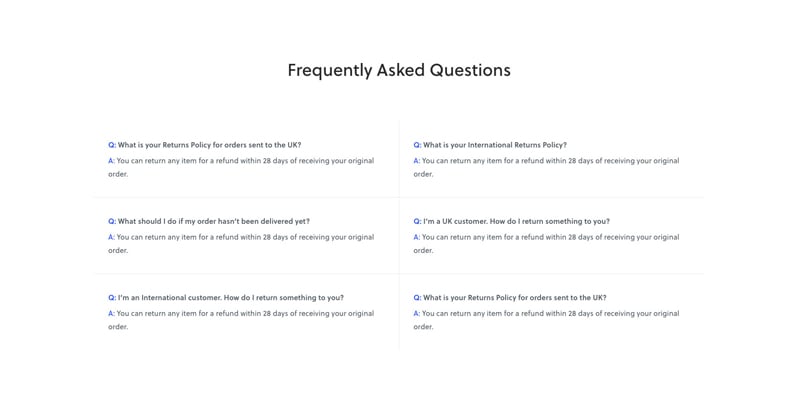 Frequently Asked Questions
Q: What is your Returns Policy for orders sent to the UK?
A: You can return any item for a refund within 28 days of receiving your original
order.
Q: What is your International Returns Policy?
A: You can return any item for a refund within 28 days of receiving your original
order.
Q: What should I do if my order hasn’t been delivered yet?
A: You can return any item for a refund within 28 days of receiving your original
order.
Q: I’m a UK customer. How do I return something to you?
A: You can return any item for a refund within 28 days of receiving your original
order.
Q: I’m an International customer. How do I return something to you?
A: You can return any item for a refund within 28 days of receiving your original
order.
Q: What is your Returns Policy for orders sent to the UK?
A: You can return any item for a refund within 28 days of receiving your original
order.